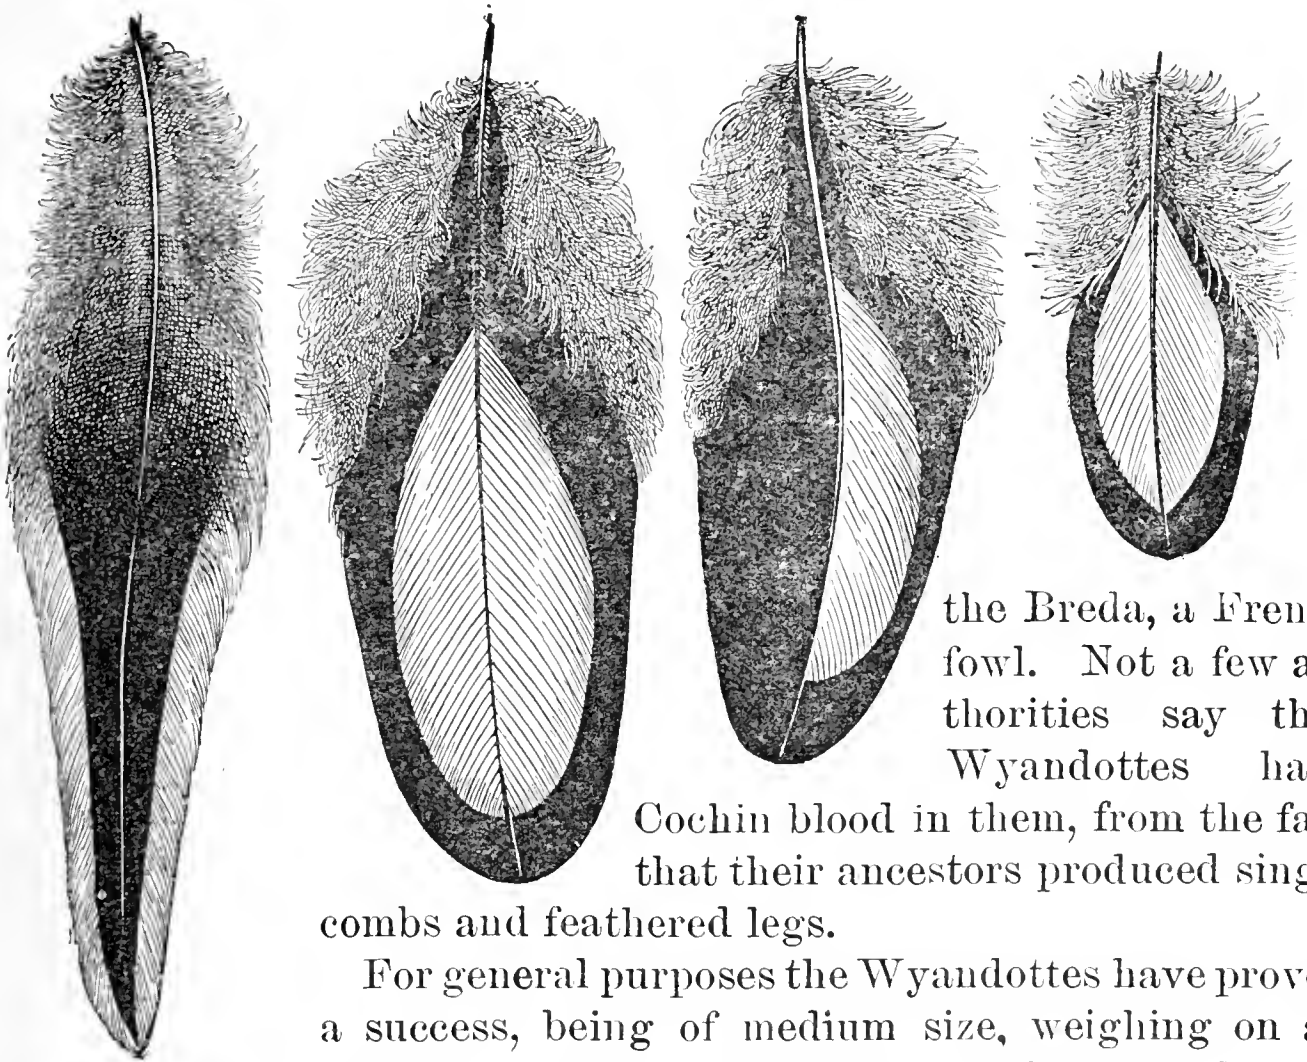 the Breda, a Fren
fowl. Not a few a
thorities say th
Wyandottes ha
Cochin blood in them, from the fa
that their ancestors produced sing
combs and feathered legs.
For general purposes the Wyandottes have prov
a success, being of medium size, weighing on a